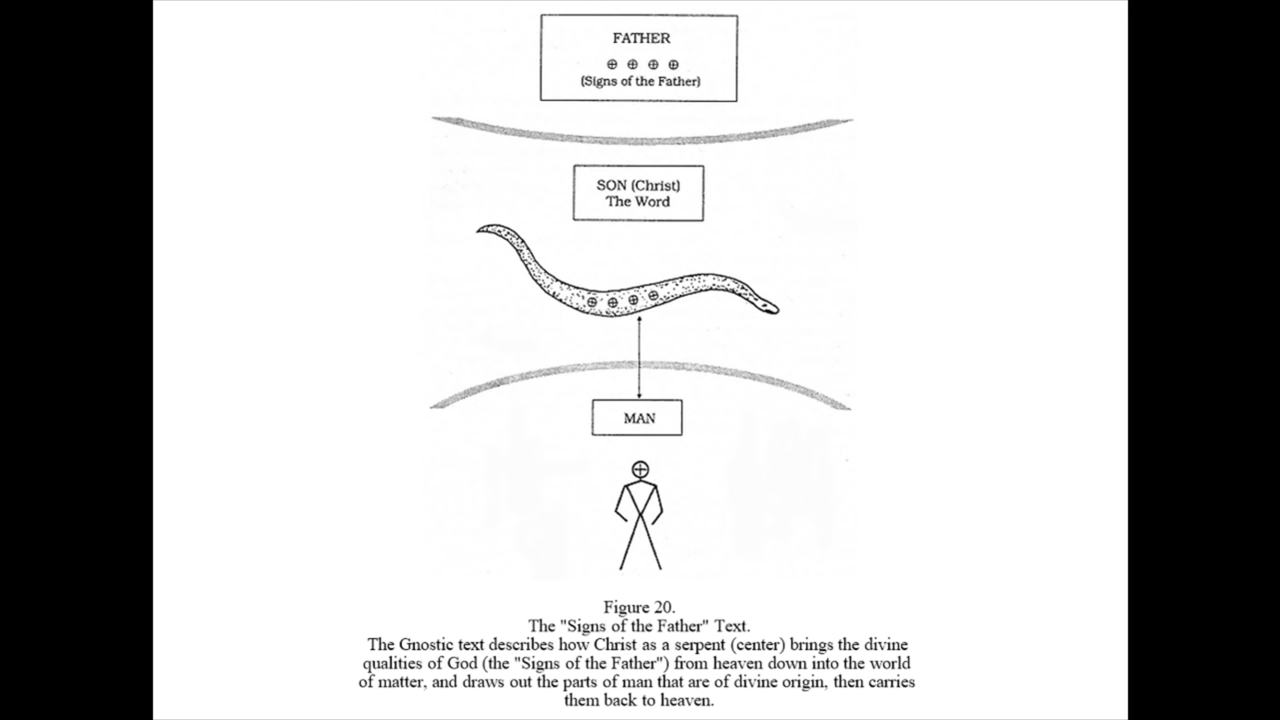 FATHER
(Signs of the Father)
SON (Christ)
The Word
MAN
Figure 20.
The "Signs of the Father" Text.
The Gnostic text describes how Christ as a serpent (center) brings the divine
qualities of God (the "Signs of the Father") from heaven down into the world
of matter, and draws out the parts of man that are of divine origin, then carries
them back to heaven.